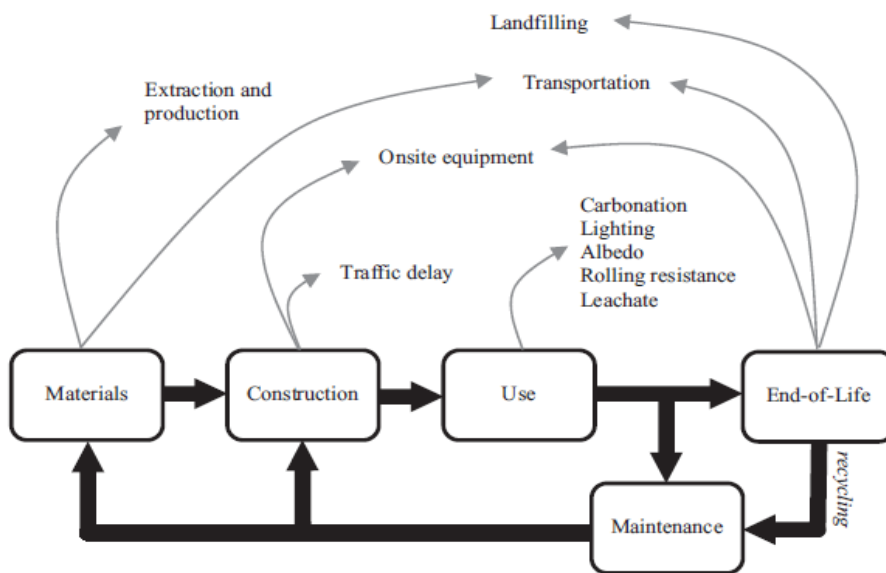 Landfilling
Transportation
Extraction and
production
Onsite equipment
Carbonation
Lighting
Albedo
Rolling resistance
Leachate
Traffic delay
Materials
Construction
Use
End-of-Life
recycling
Maintenance